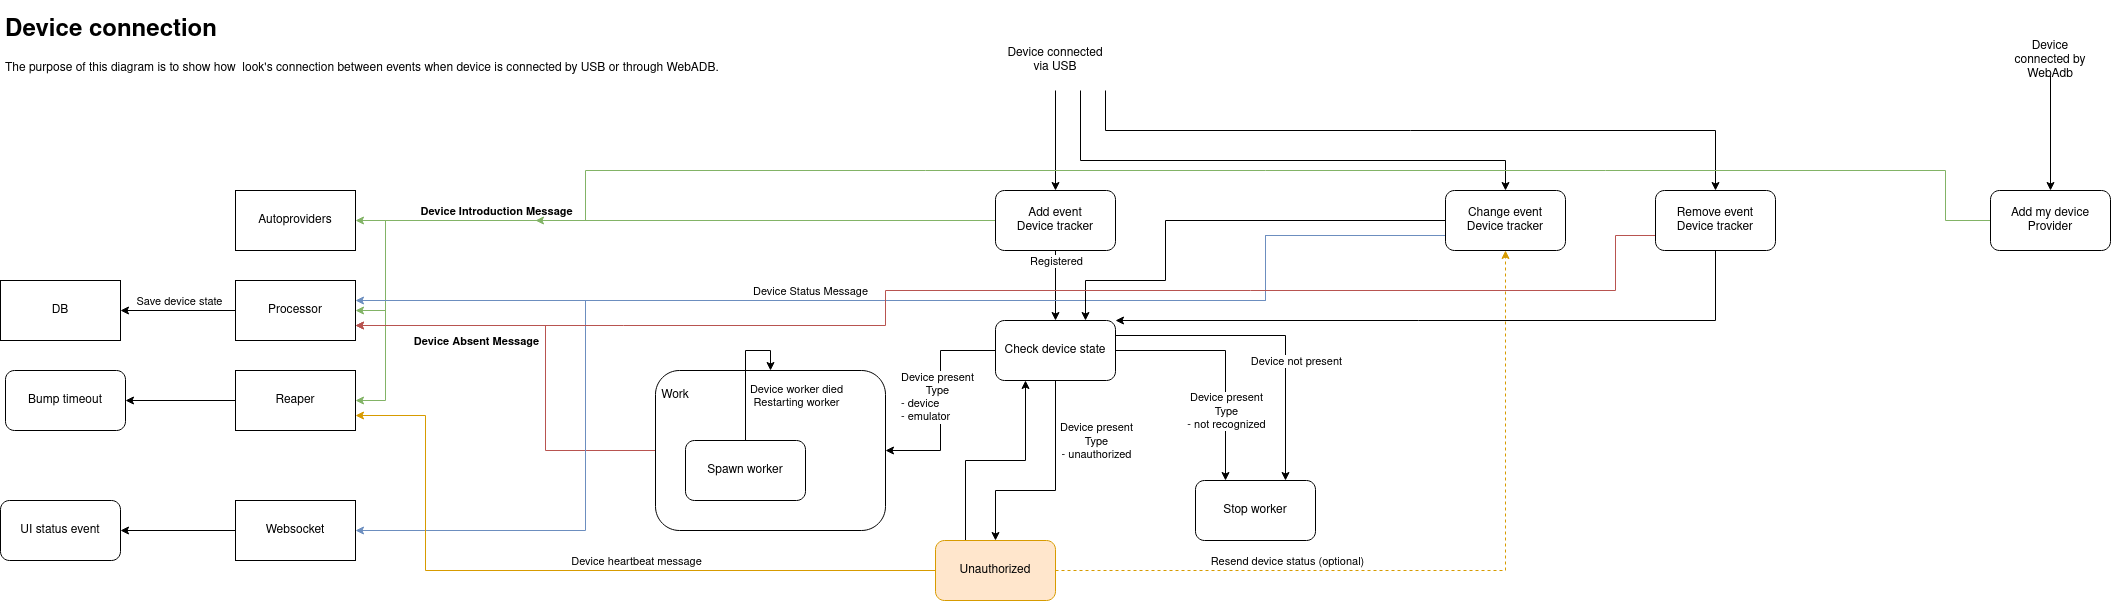 Device connection
The purpose of this diagram is to show how  look's connection between events when device is connected by USB or through WebADB.
Device connected
via USB
Device
connected by
WebAdb
Autoproviders
Device Introduction Message
Add event
Device tracker
Change event
Device tracker
Remove event
Device tracker
Add my device
Provider
Registered
DB
Save device state
Processor
Device Status Message
Device Absent Message
Check device state
Device not present
Bump timeout
Reaper
Work
Device worker died
Restarting worker
Spawn worker
Device present
Type
- device
- emulator
Device present
Type
- unauthorized
Device present
Type
- not recognized
Stop worker
UI status event
Websocket
Device heartbeat message
Unauthorized
Resend device status (optional)